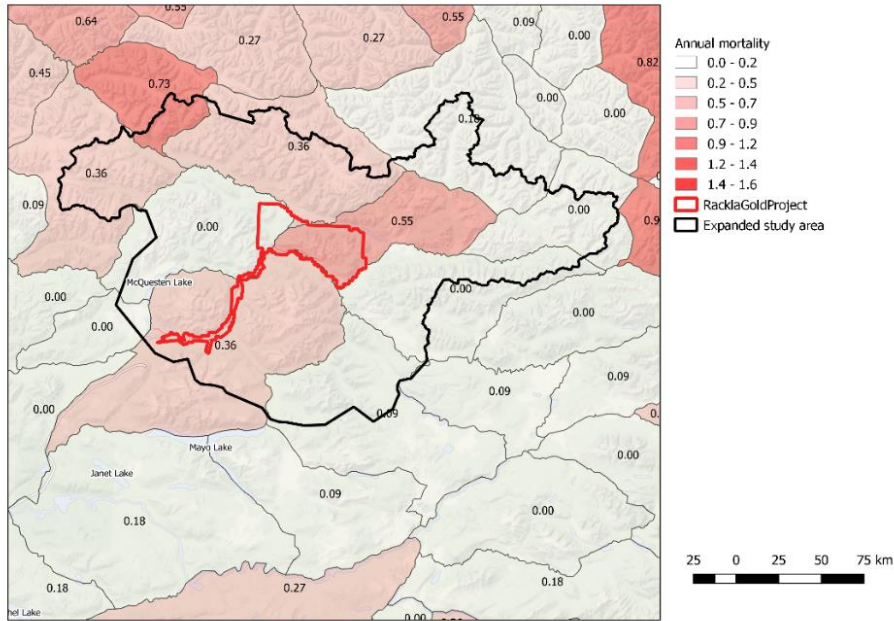 0.55
0.09
0.55
0.64
0.27
0.27
0.00
0.82
0.45
0.73
0.00
0.18
0.00
0.36
0.36
0.09
0.00
0.55
0.00
0.9
McQuesten Lake
0.00
0.00
0.00
0.00
0.36
0.09
0.09
0.00
0.09
0.0
Mayo Lake
0.00
Janet Lake
0.09
0.00
0.18
0.18
0.27
hel Lake
0.00
Annual mortality
0.0 - 0.2
0.2 - 0.5
0.5 - 0.7
0.7 - 0.9
0.9 - 1.2
1.2 - 1.4
1.4 - 1.6
RacklaGoldProject
Expanded study area
25 0 25 50 75 km